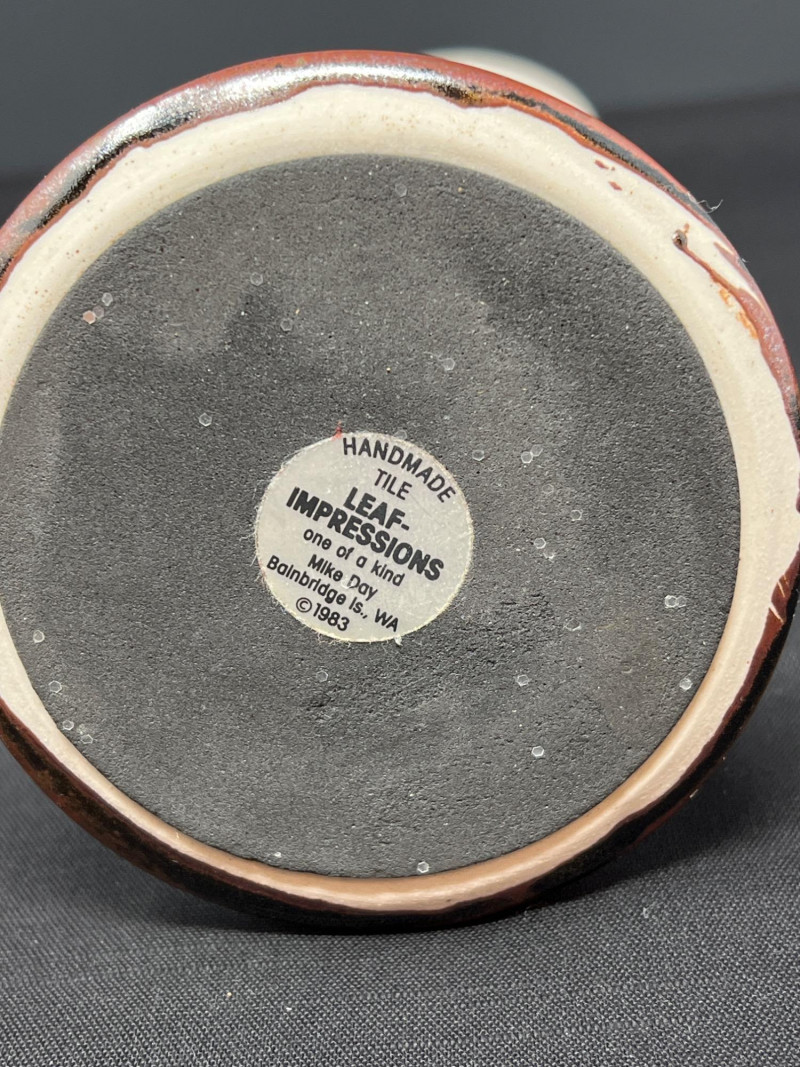 HANDMADE
TILE
LEAF-
IMPRESSIONS
one of a kind
Mike Day
Bainbridge Is., WA
©1983